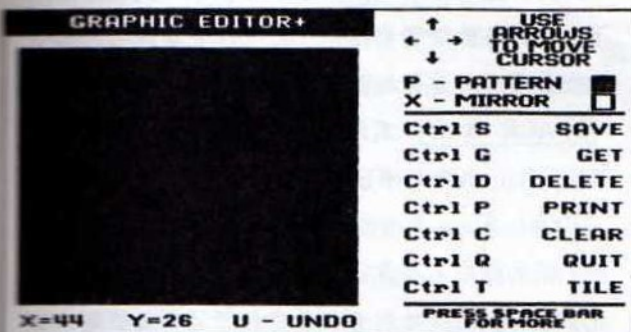 GRAPHIC EDITOR+
X=44 Y=26 U - UNDO
USE
ARROWS
TO MOVE
CURSOR
P - PATTERN
X - MIRROR
Ctrl S SAVE
Ctrl G GET
Ctrl D DELETE
Ctrl P PRINT
Ctrl C CLEAR
Ctrl Q QUIT
Ctrl T TILE
PRESS SPACE BAR
FOR MORE